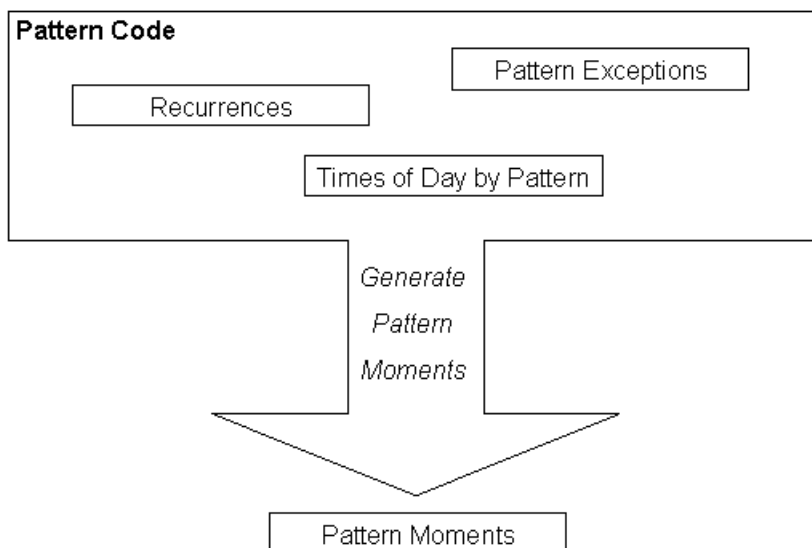 Pattern Code
Pattern Exceptions
Recurrences
Times of Day by Pattern
Generate
Pattern
Moments
Pattern Moments